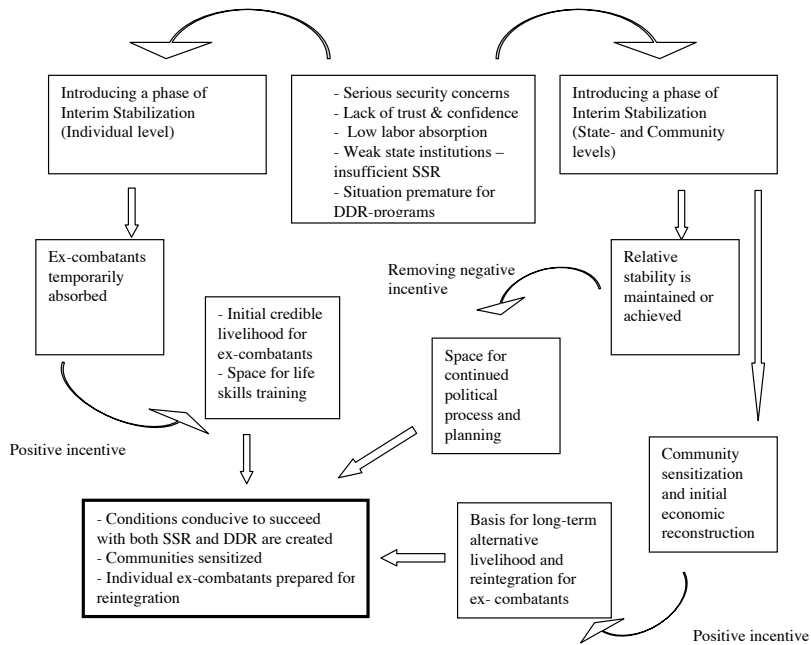 Introducing a phase of
Interim Stabilization
(Individual level)
- Serious security concerns
- Lack of trust & confidence
- Low labor absorption
- Weak state institutions –
insufficient SSR
- Situation premature for
DDR-programs
Introducing a phase of
Interim Stabilization
(State- and Community
levels)
Ex-combatants
temporarily
absorbed
Removing negative
incentive
Relative
stability is
maintained or
achieved
- Initial credible
livelihood for
ex-combatants
- Space for life
skills training
Space for
continued
political
process and
planning
Positive incentive
Community
sensitization
and initial
economic
reconstruction
- Conditions conducive to succeed
with both SSR and DDR are created
- Communities sensitized
- Individual ex-combatants prepared for
reintegration
Basis for long-term
alternative
livelihood and
reintegration for
ex- combatants
Positive incentive